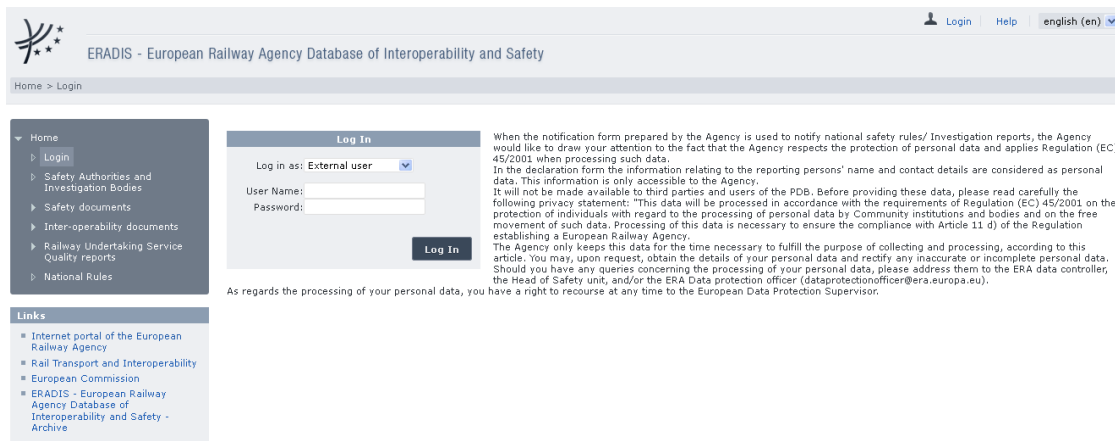 Login
Help
english (en)
ERADIS - European Railway Agency Database of Interoperability and Safety
Home > Login
Home
Login
Safety Authorities and
Investigation Bodies
Safety documents
Inter-operability documents
Railway Undertaking Service
Quality reports
National Rules
Links
Internet portal of the European
Railway Agency
Rail Transport and Interoperability
European Commission
ERADIS - European Railway
Agency Database of
Interoperability and Safety -
Archive
Log In
Log in as: External user
User Name:
Password:
Log In
When the notification form prepared by the Agency is used to notify national safety rules/ Investigation reports, the Agency
would like to draw your attention to the fact that the Agency respects the protection of personal data and applies Regulation (EC)
45/2001 when processing such data.
In the declaration form the information relating to the reporting persons' name and contact details are considered as personal
data. This information is only accessible to the Agency.
It will not be made available to third parties and users of the PDB. Before providing these data, please read carefully the
following privacy statement: "This data will be processed in accordance with the requirements of Regulation (EC) 45/2001 on the
protection of individuals with regard to the processing of personal data by Community institutions and bodies and on the free
movement of such data. Processing of this data is necessary to ensure the compliance with Article 11 d) of the Regulation
establishing a European Railway Agency.
The Agency only keeps this data for the time necessary to fulfill the purpose of collecting and processing, according to this
article. You may, upon request, obtain the details of your personal data and rectify any inaccurate or incomplete personal data.
Should you have any queries concerning the processing of your personal data, please address them to the ERA data controller,
the Head of Safety unit, and/or the ERA Data protection officer (dataprotectionofficer@era.europa.eu).
As regards the processing of your personal data, you have a right to recourse at any time to the European Data Protection Supervisor.